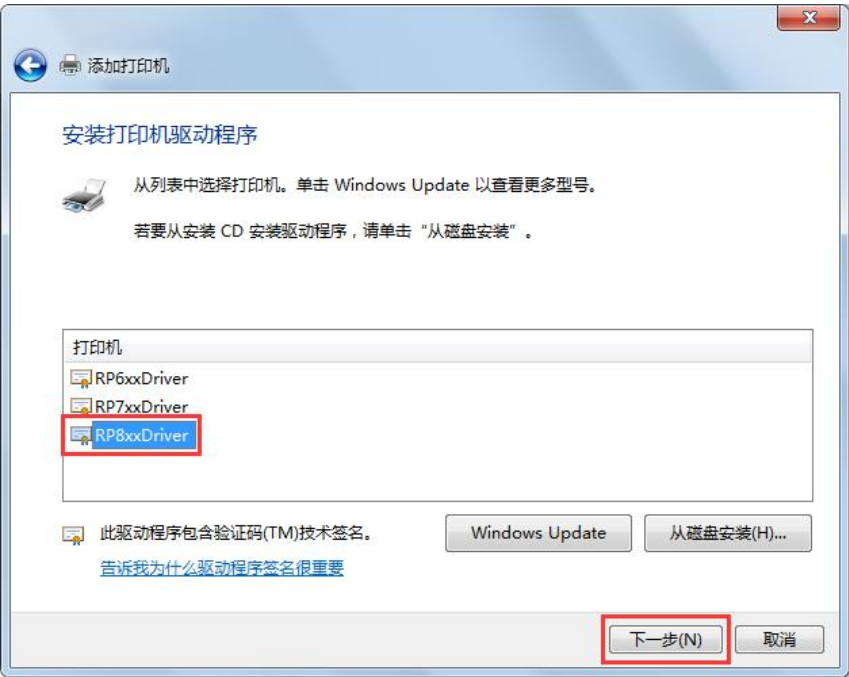 添加打印机
安装打印机驱动程序
从列表中选择打印机。单击 Windows Update 以查看更多型号。
若要从安装 CD 安装驱动程序，请单击“从磁盘安装”。
打印机
RP6xxDriver
RP7xxDriver
RP8xxDriver
此驱动程序包含验证码(TM)技术签名。
Windows Update
从磁盘安装(H)...
告诉我为什么驱动程序签名很重要
下一步(N)
取消